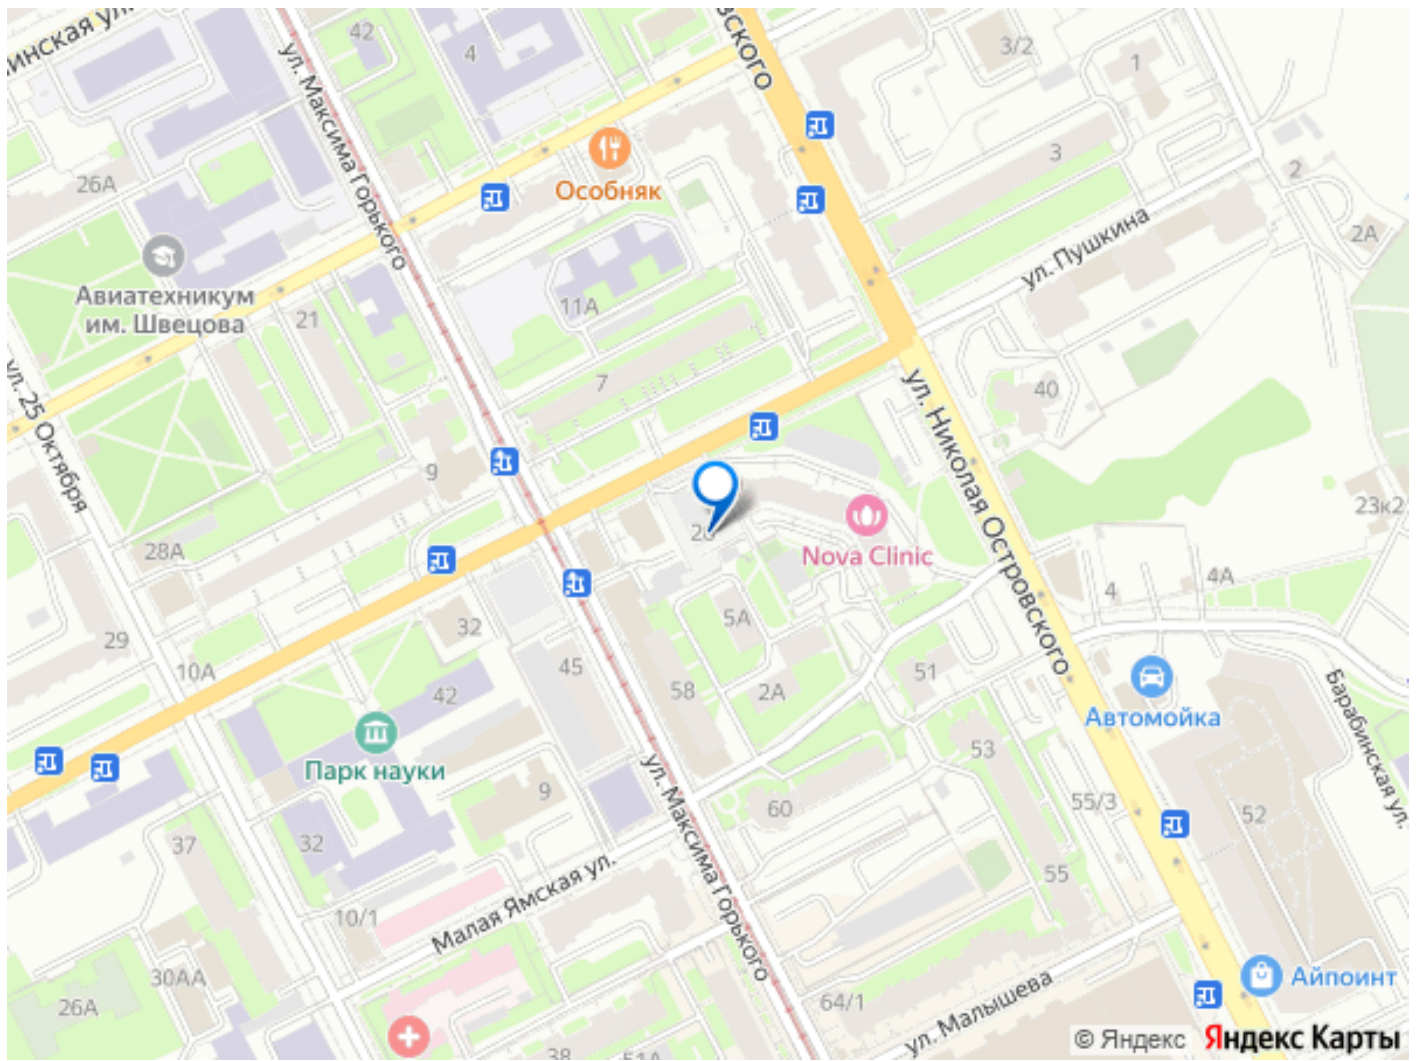 инская ул.
42
4
вского
3/2
1
ул. Максима Горького
26А
Особняк
3
2
2А
ул. Пушкина
Авиатехникум
им. Швецова
21
11А
7
40
ул. 25 Октября
9
ул. Николая Островского
28А
Nova Clinic
23к2
4
4А
5А
32
29
10А
45
58
2А
51
42
Автомойка
Барабинская ул.
Парк науки
53
9
60
55/3
52
37
32
ул. Максима Горького
55
10/1
Малая Ямская ул.
30АА
26А
64/1
ул. Малышева
Айпоинт
38
51А
© Яндекс Яндекс Карты